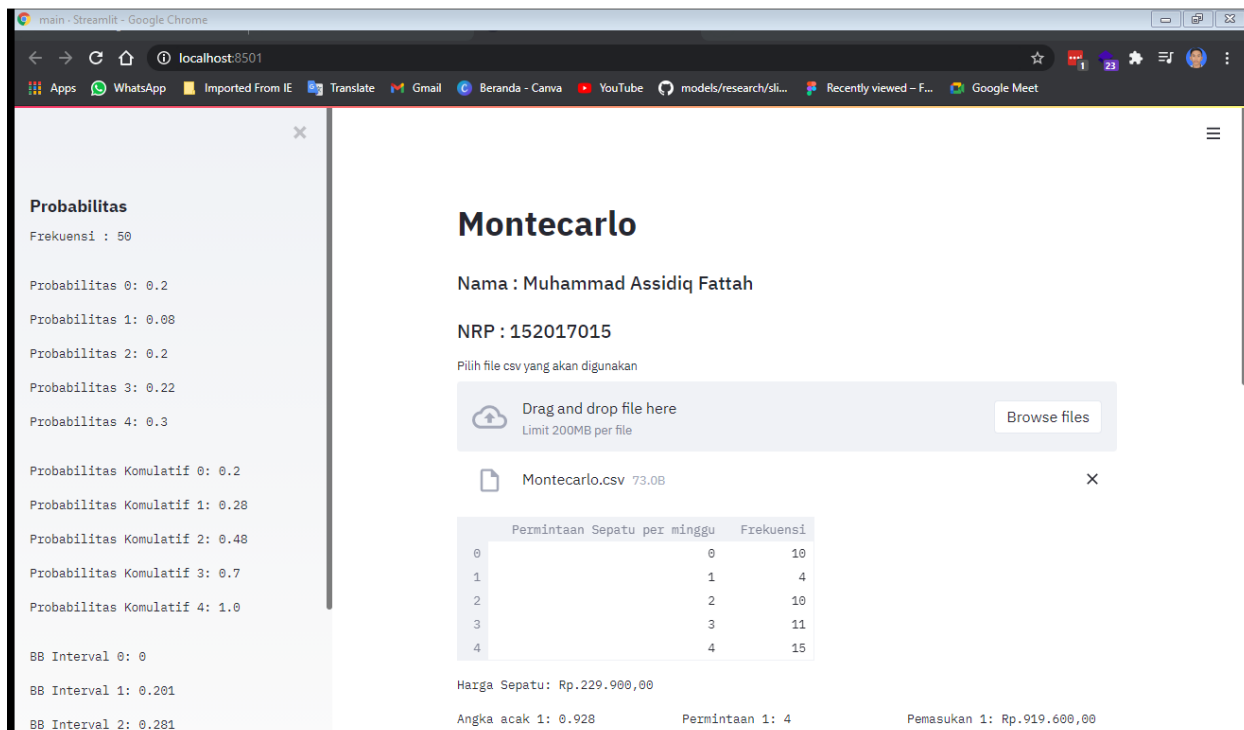 main - Streamlit - Google Chrome
localhost:8501
1
23
Apps WhatsApp Imported From IE Translate Gmail Beranda - Canva YouTube models/research/sli... Recently viewed – F... Google Meet
Probabilitas
Frekuensi : 50
Probabilitas 0: 0.2
Probabilitas 1: 0.08
Probabilitas 2: 0.2
Probabilitas 3: 0.22
Probabilitas 4: 0.3
Probabilitas Komulatif 0: 0.2
Probabilitas Komulatif 1: 0.28
Probabilitas Komulatif 2: 0.48
Probabilitas Komulatif 3: 0.7
Probabilitas Komulatif 4: 1.0
BB Interval 0: 0
BB Interval 1: 0.201
BB Interval 2: 0.281
Montecarlo
Nama : Muhammad Assidiq Fattah
NRP : 152017015
Pilih file csv yang akan digunakan
Drag and drop file here
Limit 200MB per file
Browse files
Montecarlo.csv 73.0B
Permintaan Sepatu per minggu Frekuensi
0 0 10
1 1 4
2 2 10
3 3 11
4 4 15
Harga Sepatu: Rp.229.900,00
Angka acak 1: 0.928 Permintaan 1: 4 Pemasukan 1: Rp.919.600,00